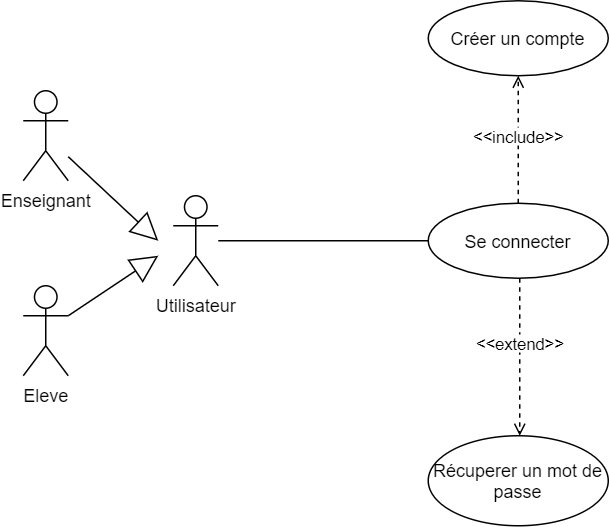 Créer un compte
<<include>>
Enseignant
Se connecter
Utilisateur
<<extend>>
Eleve
Récuperer un mot de
passe